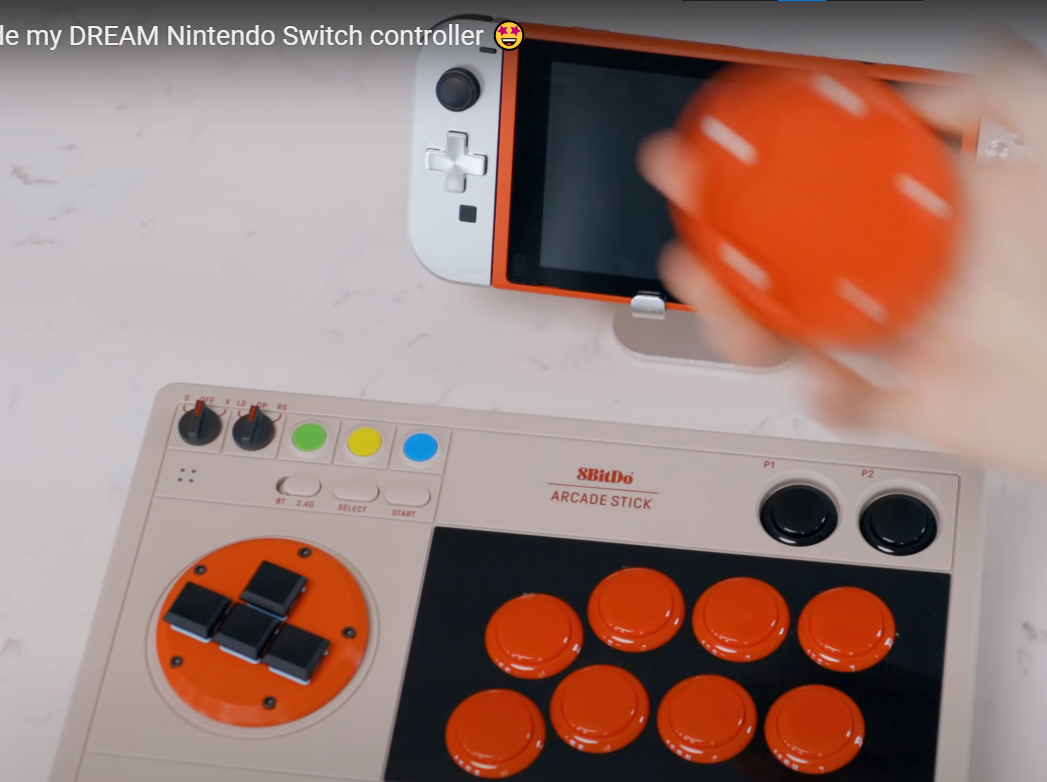 de my DREAM Nintendo Switch controller 🤩
S OFF X LS DP RS
P1
P2
8BitDo
ARCADE STICK
BT 2.4G SELECT START